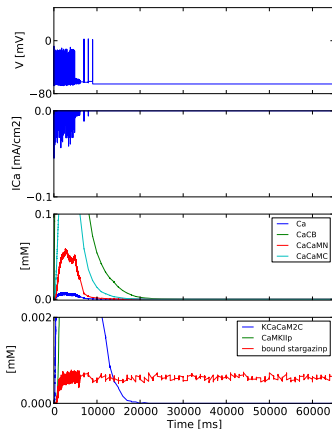 V [mV]
0
−80
ICa [mA/cm2]
0.0
−0.1
[mM]
0.1
0.0
Ca
CaCB
CaCaMN
CaCaMC
[mM]
0.002
0.000
KCaCaM2C
CaMKIIp
bound stargazinp
0 10000 20000 30000 40000 50000 60000
Time [ms]